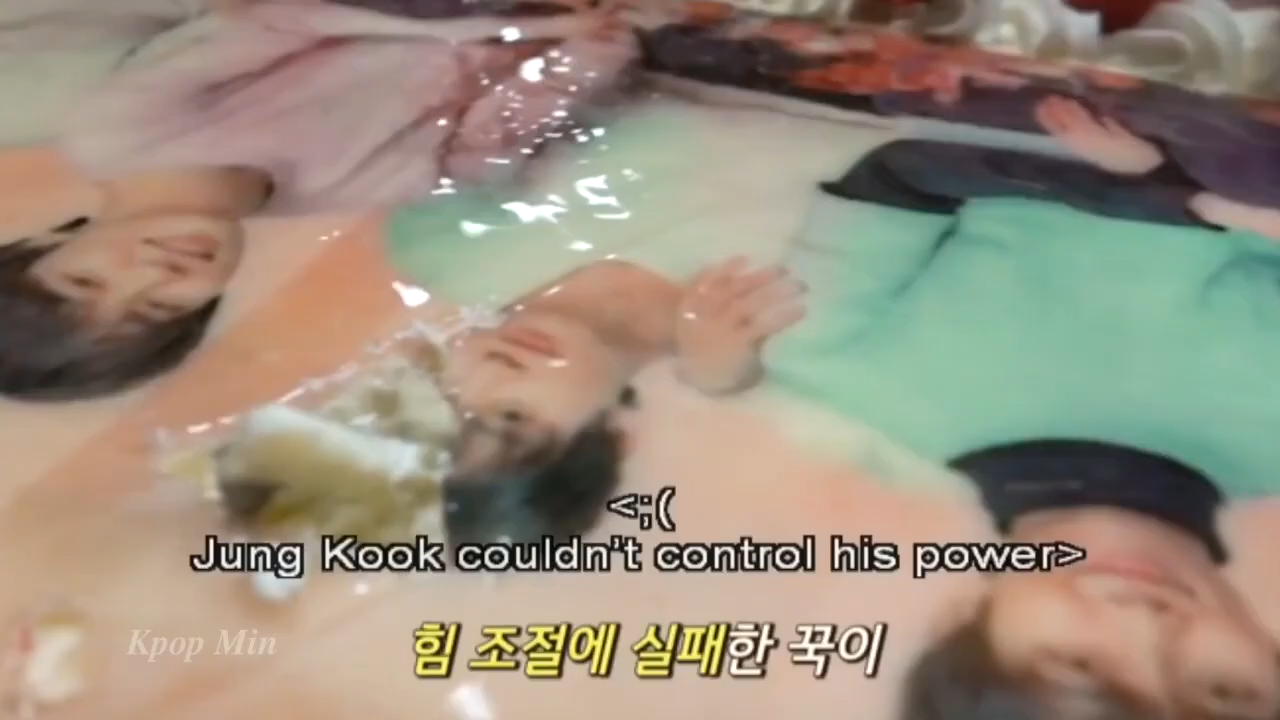 <;(
Jung Kook couldn't control his power>
힘 조절에 실패한 꾹이
Kpop Min